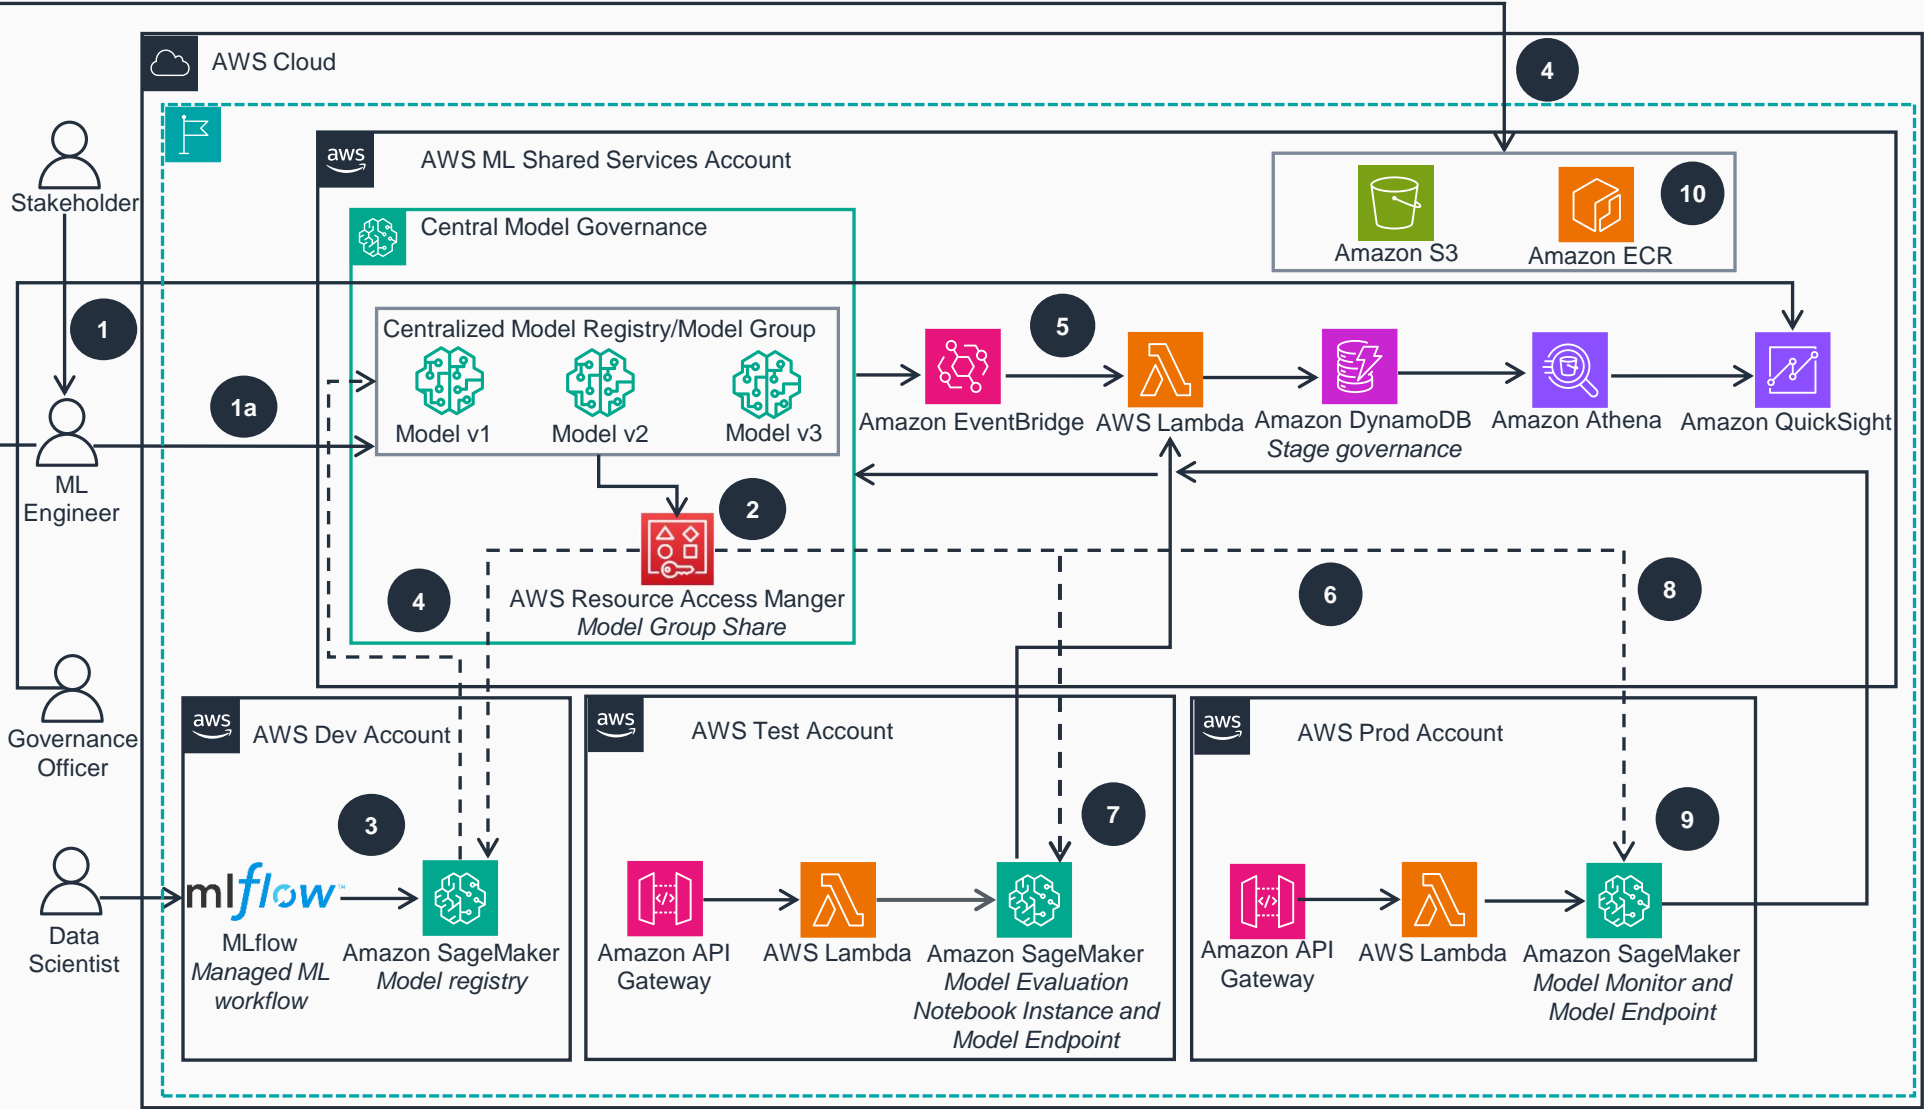 AWS Cloud
4
aws
AWS ML Shared Services Account
Stakeholder
10
Amazon S3
Amazon ECR
Central Model Governance
1
Centralized Model Registry/Model Group
Model v1
Model v2
Model v3
1a
5
Amazon EventBridge
AWS Lambda
Amazon DynamoDB
Stage governance
Amazon Athena
Amazon QuickSight
ML
Engineer
2
AWS Resource Access Manger
Model Group Share
4
6
8
Governance
Officer
aws
AWS Dev Account
aws
AWS Test Account
aws
AWS Prod Account
3
7
9
Data
Scientist
mlflow™
MLflow
Managed ML
workflow
Amazon SageMaker
Model registry
Amazon API
Gateway
AWS Lambda
Amazon SageMaker
Model Evaluation
Notebook Instance and
Model Endpoint
Amazon API
Gateway
AWS Lambda
Amazon SageMaker
Model Monitor and
Model Endpoint